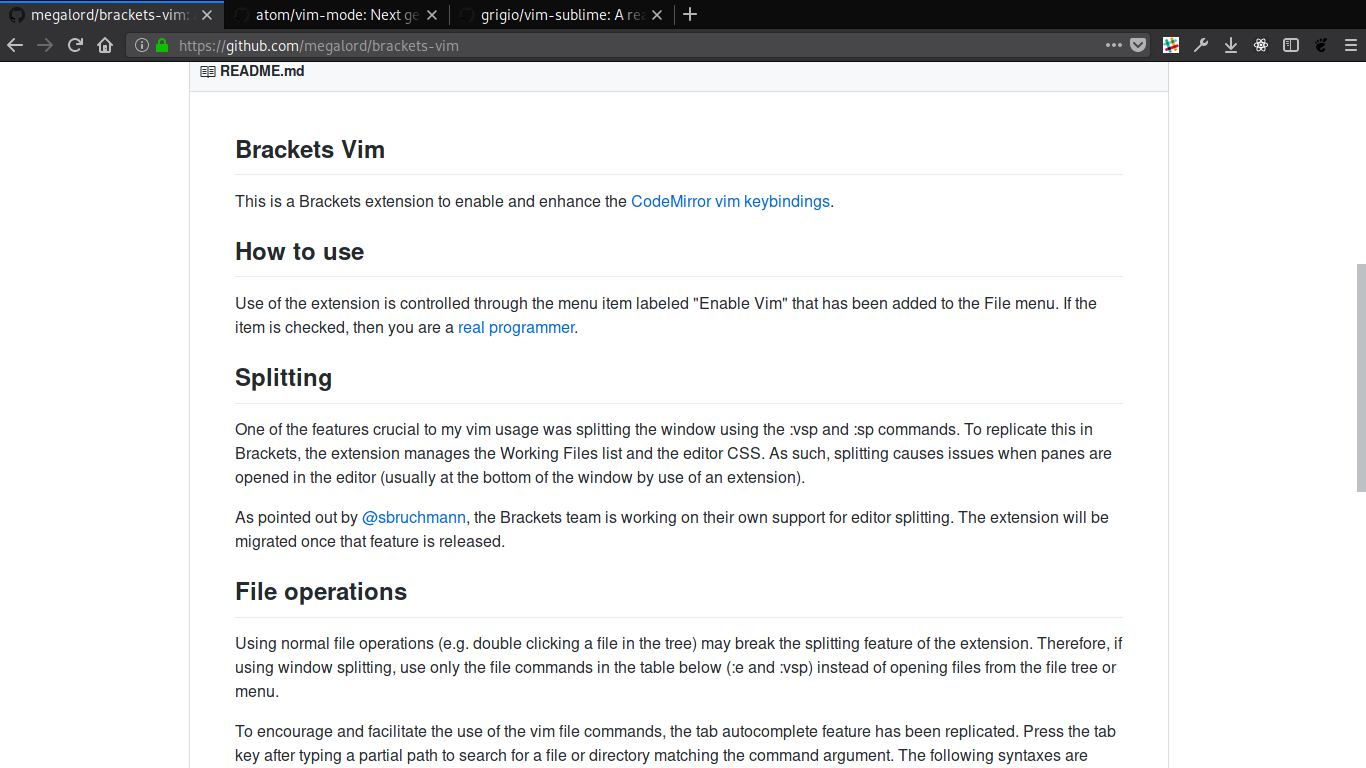 megalord/brackets-vim:
atom/vim-mode: Next ge
grigio/vim-sublime: A rea
https://github.com/megalord/brackets-vim
README.md
Brackets Vim
This is a Brackets extension to enable and enhance the CodeMirror vim keybindings.
How to use
Use of the extension is controlled through the menu item labeled "Enable Vim" that has been added to the File menu. If the
item is checked, then you are a real programmer.
Splitting
One of the features crucial to my vim usage was splitting the window using the :vsp and :sp commands. To replicate this in
Brackets, the extension manages the Working Files list and the editor CSS. As such, splitting causes issues when panes are
opened in the editor (usually at the bottom of the window by use of an extension).
As pointed out by @sbruchmann, the Brackets team is working on their own support for editor splitting. The extension will be
migrated once that feature is released.
File operations
Using normal file operations (e.g. double clicking a file in the tree) may break the splitting feature of the extension. Therefore, if
using window splitting, use only the file commands in the table below (:e and :vsp) instead of opening files from the file tree or
menu.
To encourage and facilitate the use of the vim file commands, the tab autocomplete feature has been replicated. Press the tab
key after typing a partial path to search for a file or directory matching the command argument. The following syntaxes are